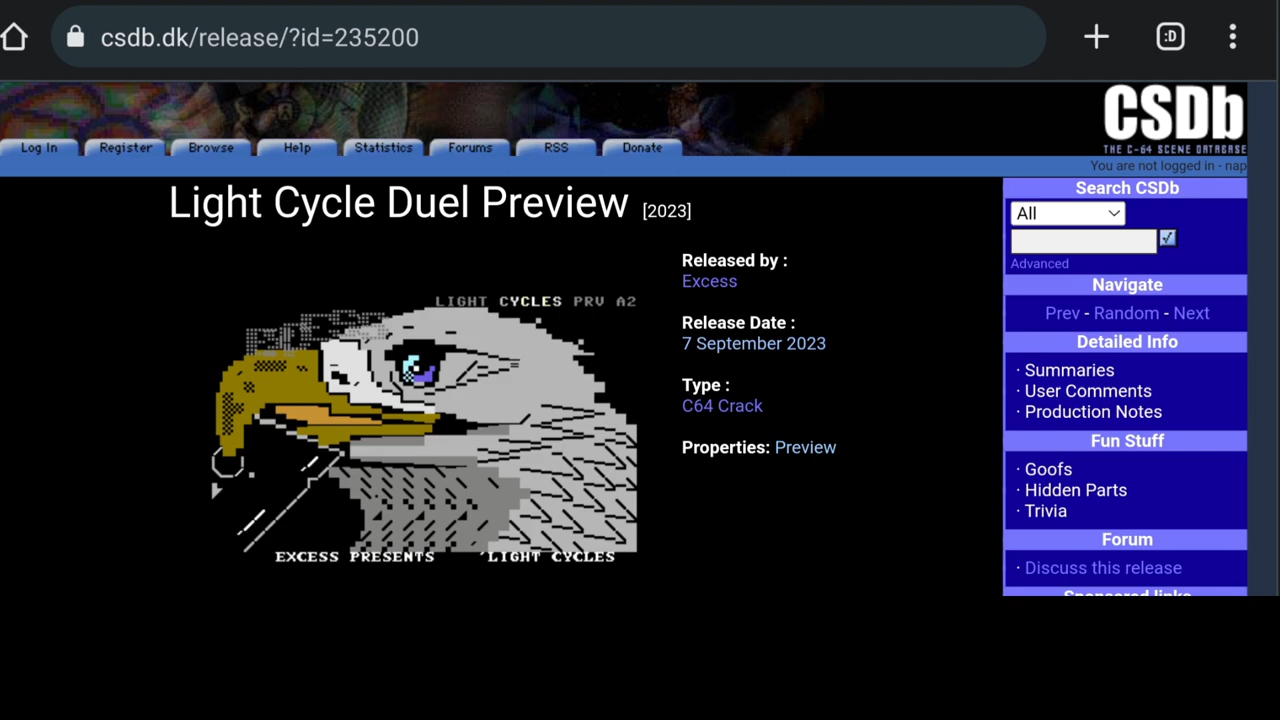 csdb.dk/release/?id=235200
:D
CSDb
THE C-64 SCENE DATABASE
Log In Register Browse Help Statistics Forums RSS Donate
You are not logged in - nap
Light Cycle Duel Preview [2023]
LIGHT CYCLES PRV A2
EXCESS PRESENTS 'LIGHT CYCLES
Released by :
Excess
Release Date :
7 September 2023
Type :
C64 Crack
Properties: Preview
Search CSDb
All
Advanced
Navigate
Prev - Random - Next
Detailed Info
· Summaries
· User Comments
· Production Notes
Fun Stuff
· Goofs
· Hidden Parts
· Trivia
Forum
· Discuss this release
Sponsored links